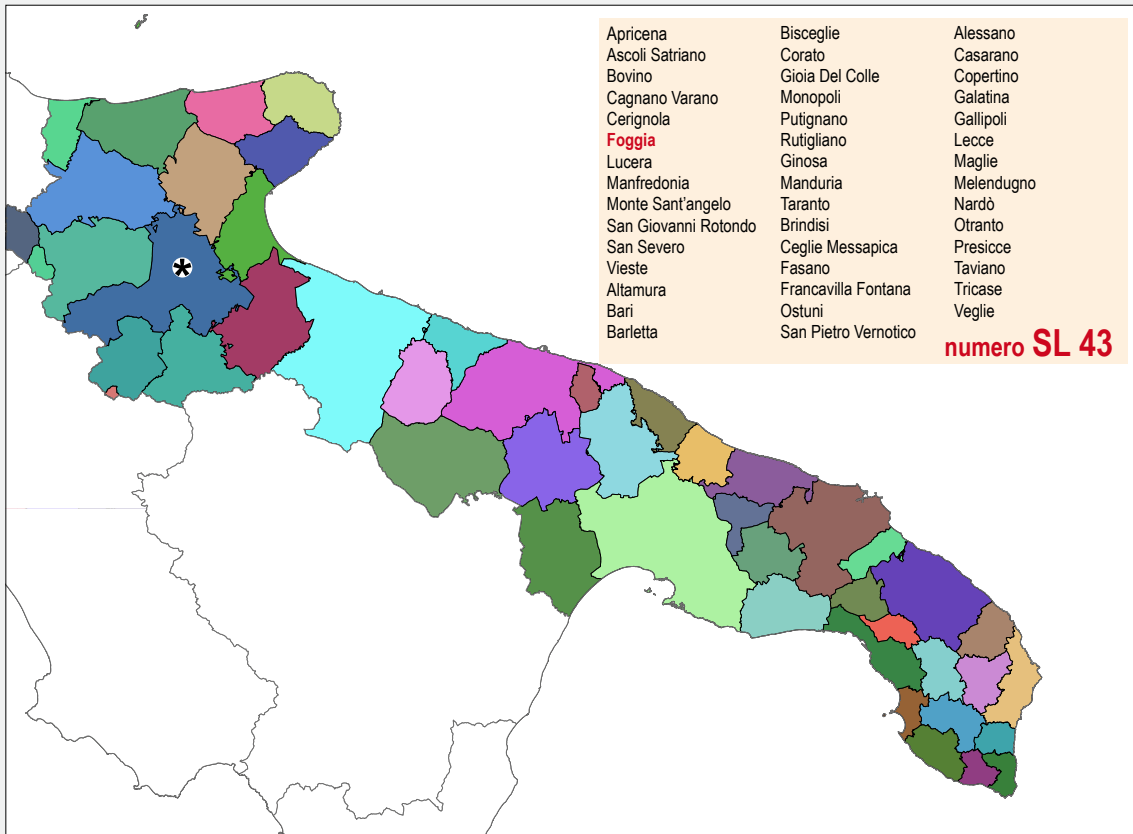 Apricena
Ascoli Satriano
Bovino
Cagnano Varano
Cerignola
Foggia
Lucera
Manfredonia
Monte Sant'angelo
San Giovanni Rotondo
San Severo
Vieste
Altamura
Bari
Barletta
Bisceglie
Corato
Gioia Del Colle
Monopoli
Putignano
Rutigliano
Ginosa
Manduria
Taranto
Brindisi
Ceglie Messapica
Fasano
Francavilla Fontana
Ostuni
San Pietro Vernotico
Alessano
Casarano
Copertino
Galatina
Gallipoli
Lecce
Maglie
Melendugno
Nardò
Otranto
Presicce
Taviano
Tricase
Veglie
numero SL 43
*